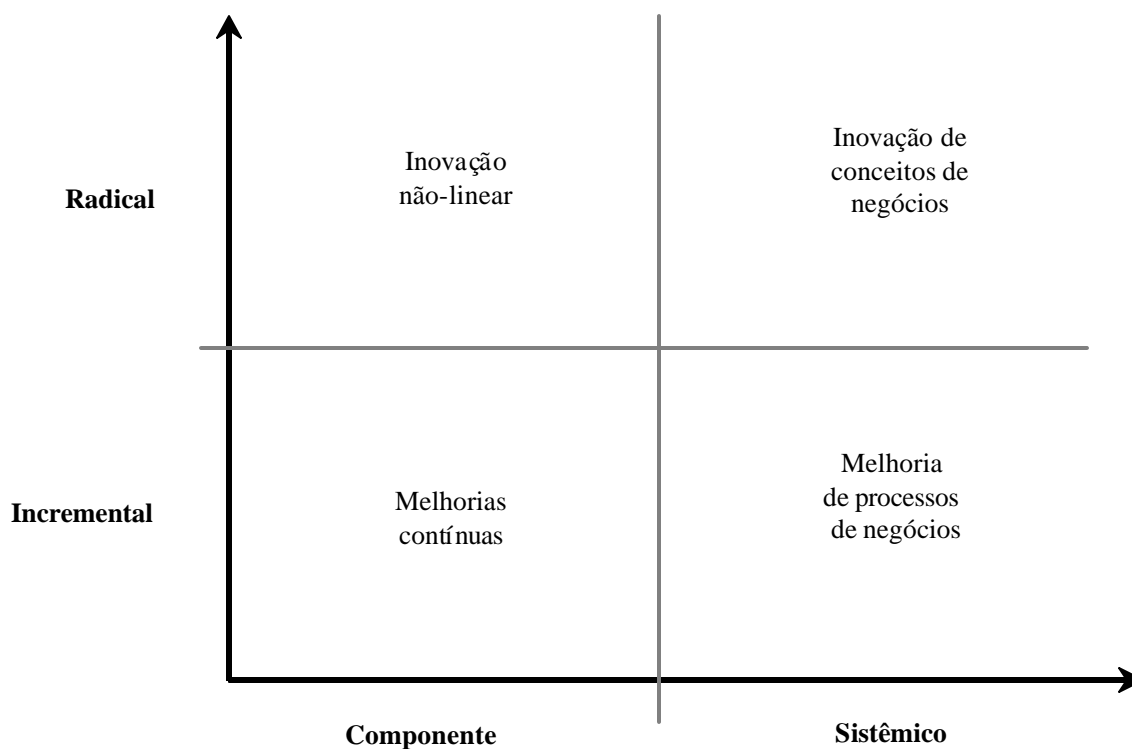 Inovação
não-linear
Inovação de
conceitos de
negócios
Radical
Melhorias
contínuas
Melhoria
de processos
de negócios
Incremental
Componente
Sistêmico